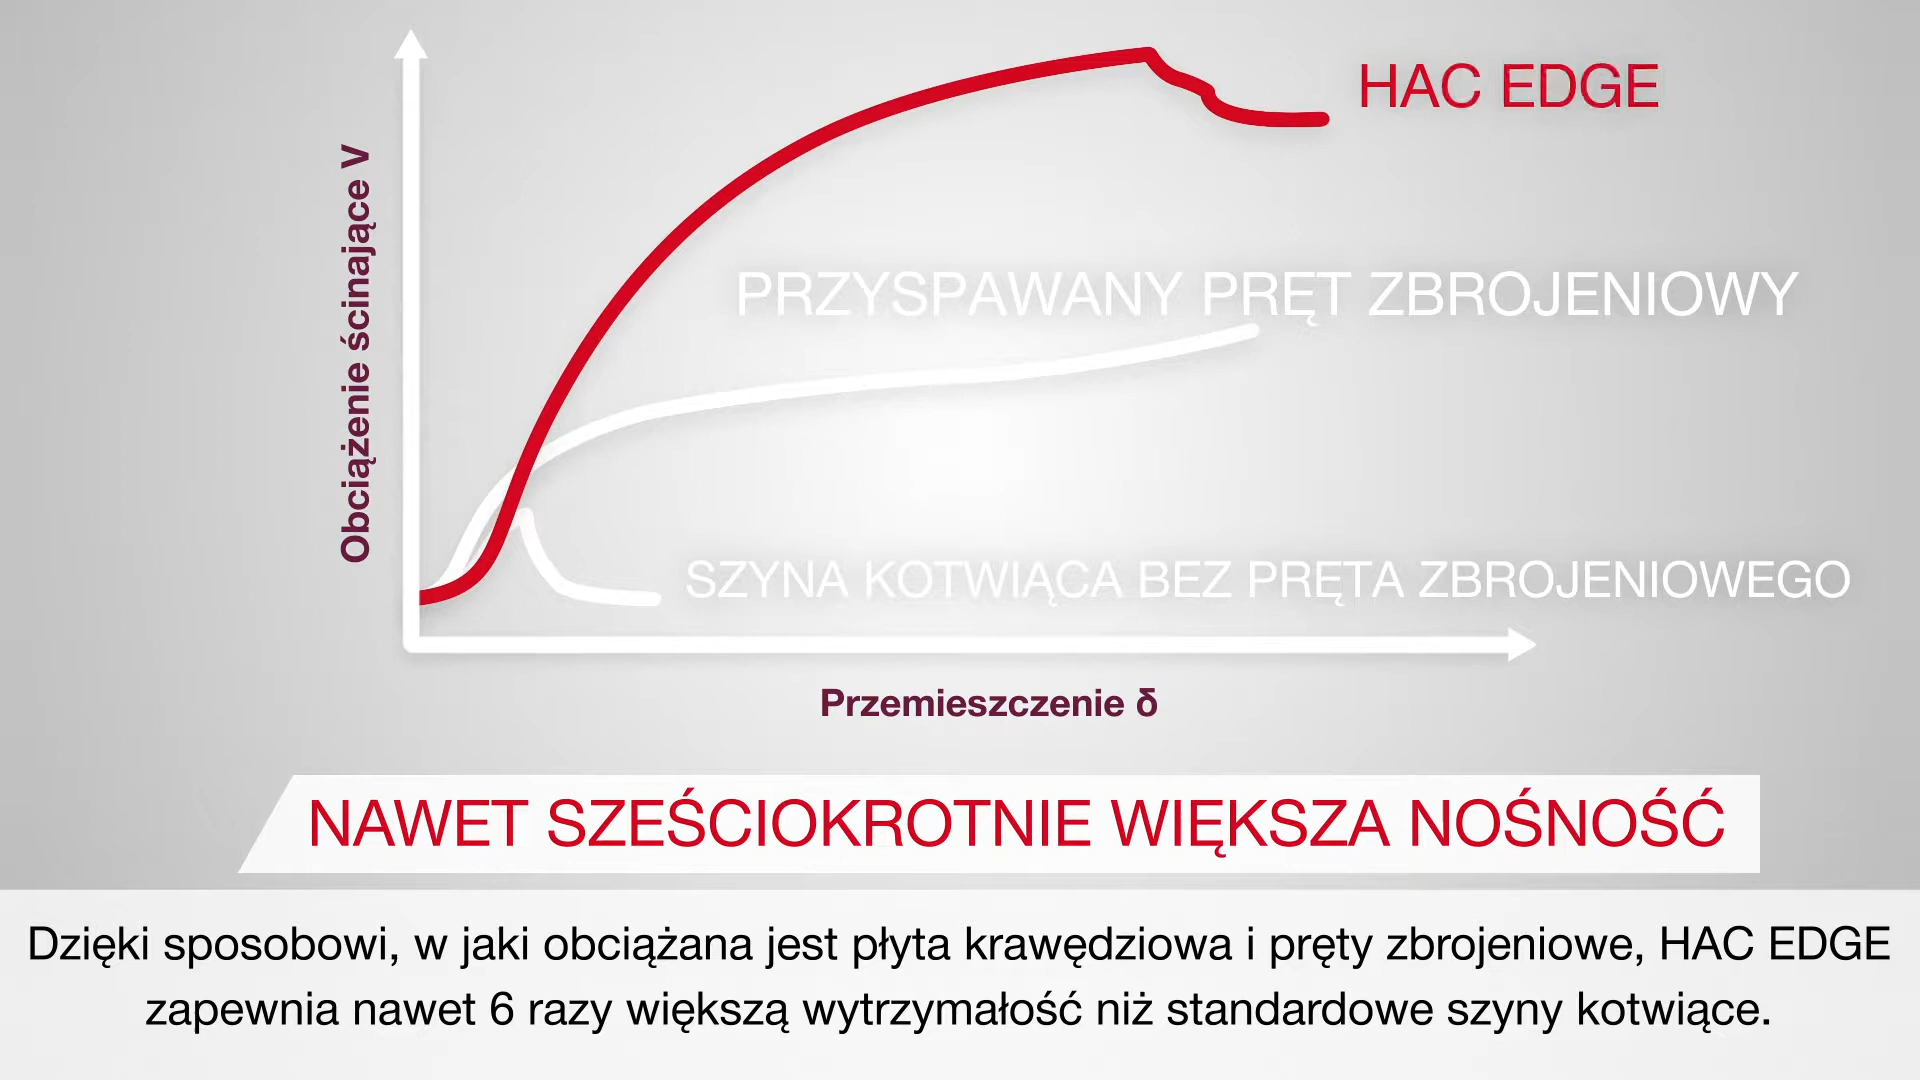 HAC EDGE
Obciążenie ścinające V
PRZYSPAWANY PRĘT ZBROJENIOWY
SZYNA KOTWIĄCA BEZ PRĘTA ZBROJENIOWEGO
Przemieszczenie δ
NAWET SZEŚCIOKROTNIE WIĘKSZA NOŚNOŚĆ
Dzięki sposobowi, w jaki obciążana jest płyta krawędziowa i pręty zbrojeniowe, HAC EDGE
zapewnia nawet 6 razy większą wytrzymałość niż standardowe szyny kotwiące.